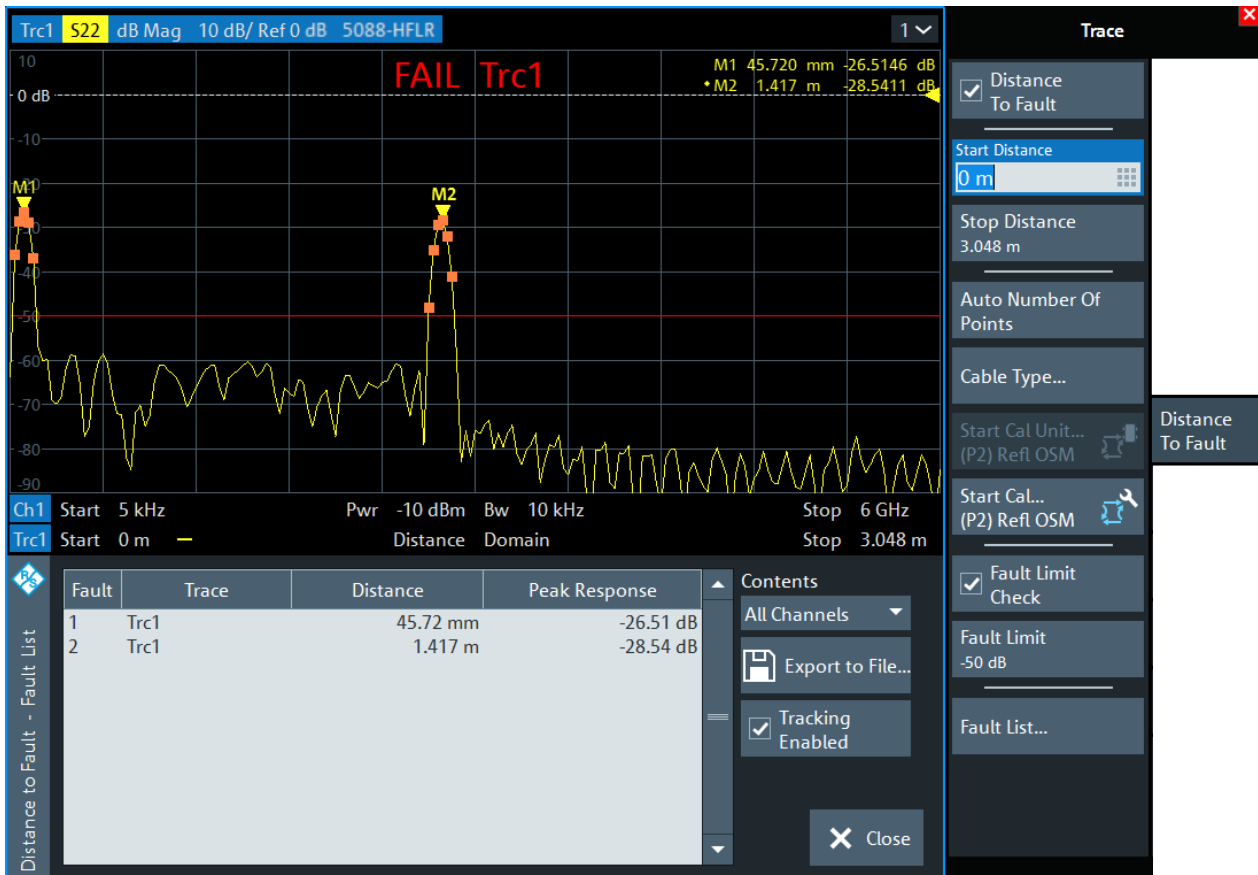 Trc1 S22 dB Mag 10 dB/ Ref 0 dB 5088-HFLR 1
10
FAIL Trc1
M1 45.720 mm -26.5146 dB
M2 1.417 m -28.5411 dB
0 dB
-10
-20
M1
M2
-30
-40
-50
-60
-70
-80
-90
Ch1 Start 5 kHz Pwr -10 dBm Bw 10 kHz Stop 6 GHz
Trc1 Start 0 m — Distance Domain Stop 3.048 m
R/S
Distance to Fault - Fault List
Fault Trace Distance Peak Response
1 Trc1 45.72 mm -26.51 dB
2 Trc1 1.417 m -28.54 dB
Contents
All Channels
Export to File...
Tracking
Enabled
Close
Trace
Distance
To Fault
Start Distance
0 m
Stop Distance
3.048 m
Auto Number Of
Points
Cable Type...
Start Cal Unit...
(P2) Refl OSM
Start Cal...
(P2) Refl OSM
Fault Limit
Check
Fault Limit
-50 dB
Fault List...
Distance
To Fault